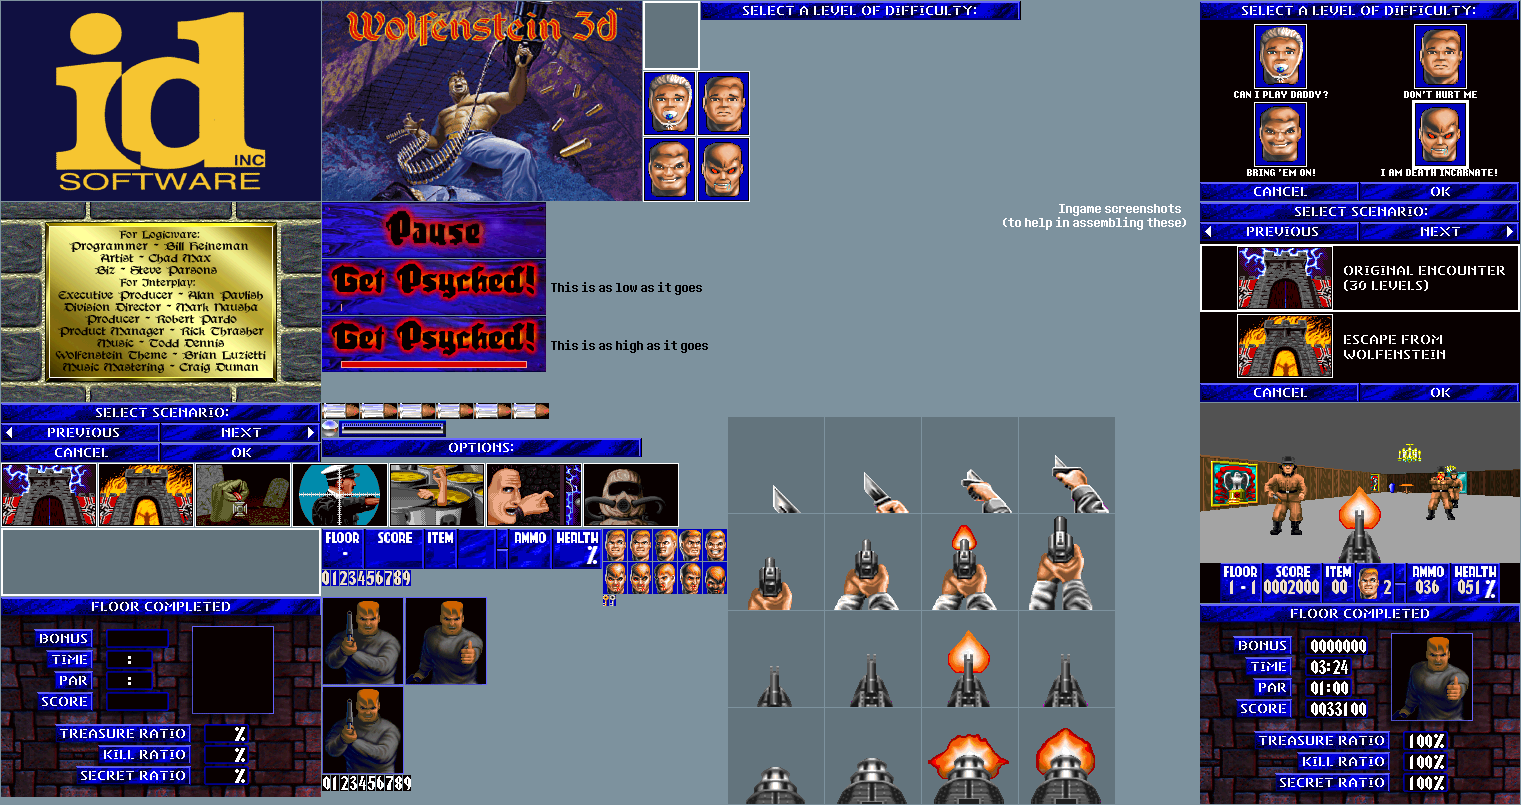 id
INC
SOFTWARE
Wolfenstein 3d
™
SELECT A LEVEL OF DIFFICULTY:
SELECT A LEVEL OF DIFFICULTY:
CAN I PLAY DADDY?
DON'T HURT ME
BRING 'EM ON!
I AM DEATH INCARNATE!
CANCEL
OK
For Logicware:
Programmer - Bill Heineman
Artist - Chad Max
Biz - Steve Parsons
For Interplay:
Executive Producer - Alan Pavlish
Division Director - Mark Nausha
Producer - Robert Pardo
Product Manager - Rick Thrasher
Music - Todd Dennis
Wolfenstein Theme - Brian Luzietti
Music Mastering - Craig Duman
Pause
Get Psyched!
This is as low as it goes
Get Psyched!
This is as high as it goes
Ingame screenshots
(to help in assembling these)
SELECT SCENARIO:
PREVIOUS
NEXT
ORIGINAL ENCOUNTER
(30 LEVELS)
ESCAPE FROM
WOLFENSTEIN
CANCEL
OK
SELECT SCENARIO:
PREVIOUS
NEXT
CANCEL
OK
OPTIONS:
FLOOR
SCORE
ITEM
AMMO
HEALTH
-
%
0123456789
FLOOR COMPLETED
BONUS
TIME
:
PAR
:
SCORE
TREASURE RATIO
%
KILL RATIO
%
SECRET RATIO
%
0123456789
FLOOR
SCORE
ITEM
AMMO
HEALTH
1 - 1
0002000
00
2
036
051 %
FLOOR COMPLETED
BONUS
0000000
TIME
03:24
PAR
01:00
SCORE
0033100
TREASURE RATIO
100%
KILL RATIO
100%
SECRET RATIO
100%